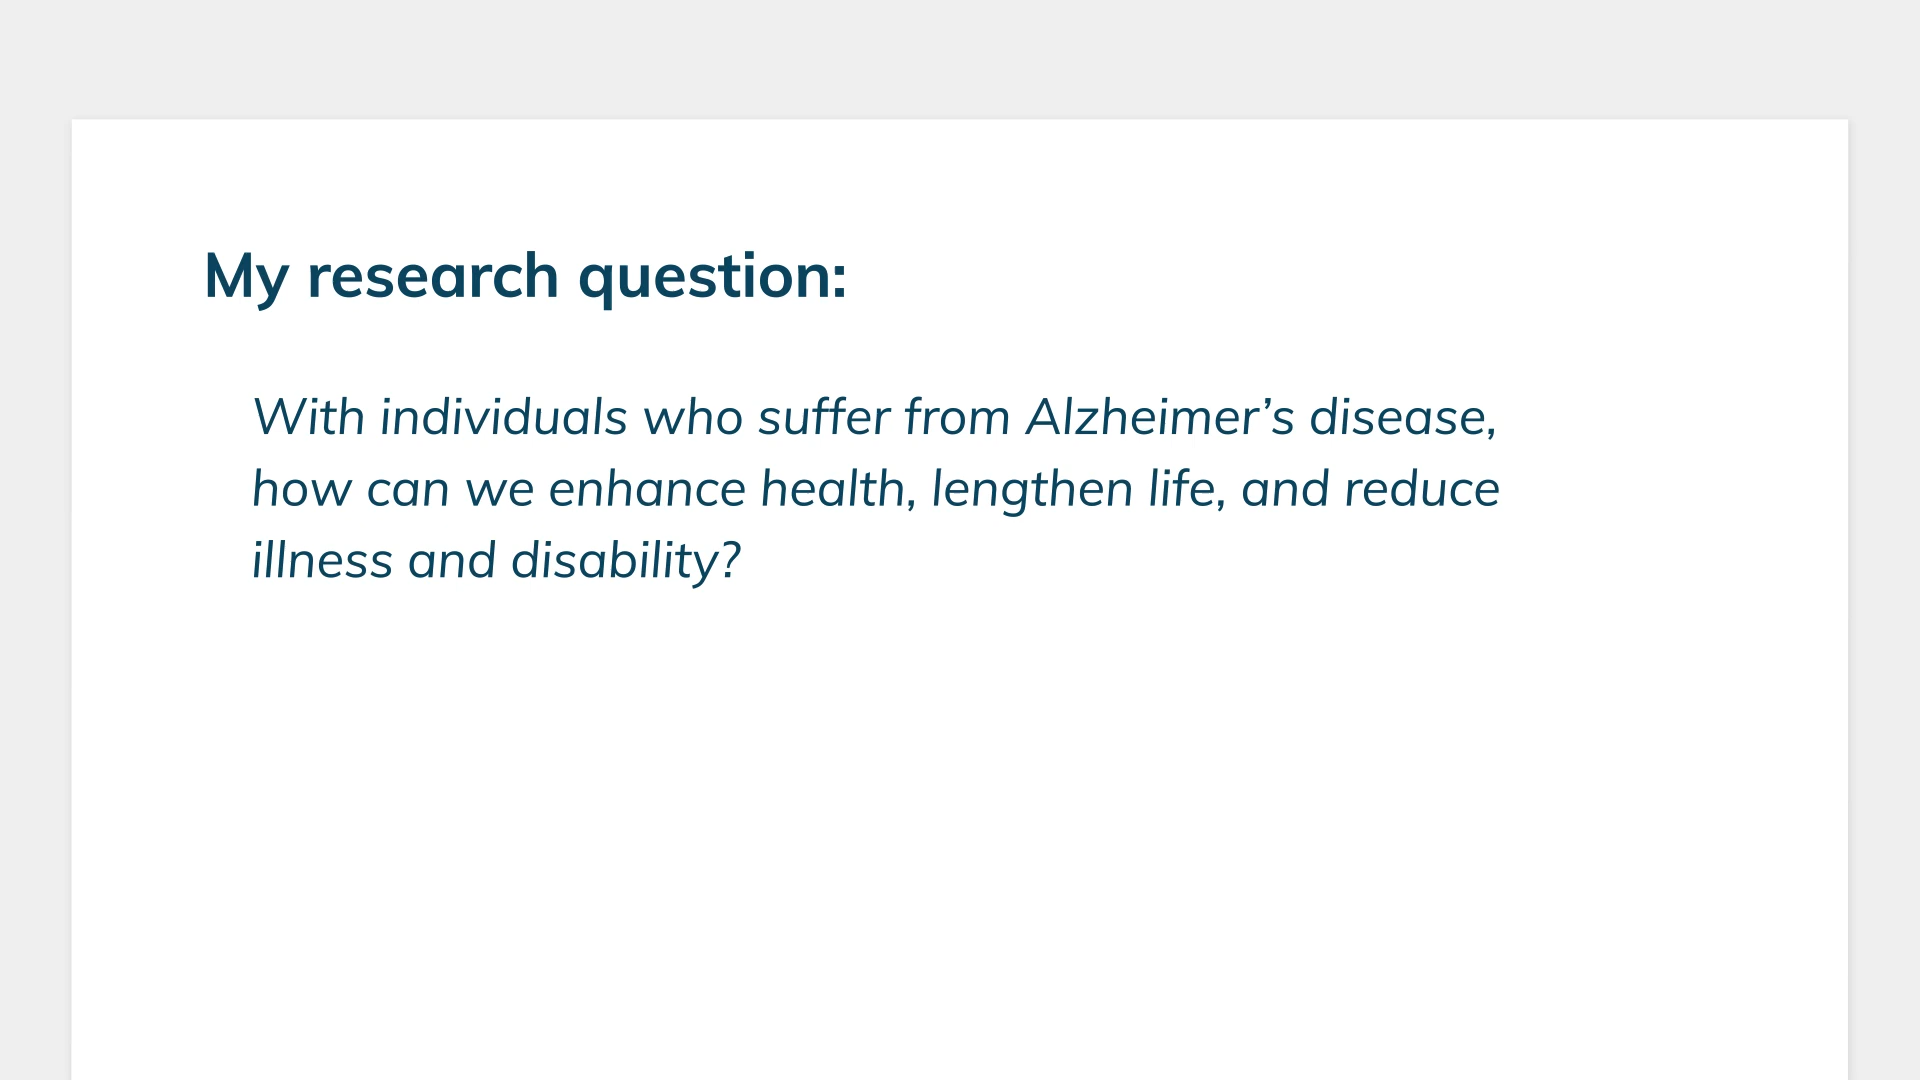 My research question:
With individuals who suffer from Alzheimer’s disease,
how can we enhance health, lengthen life, and reduce
illness and disability?